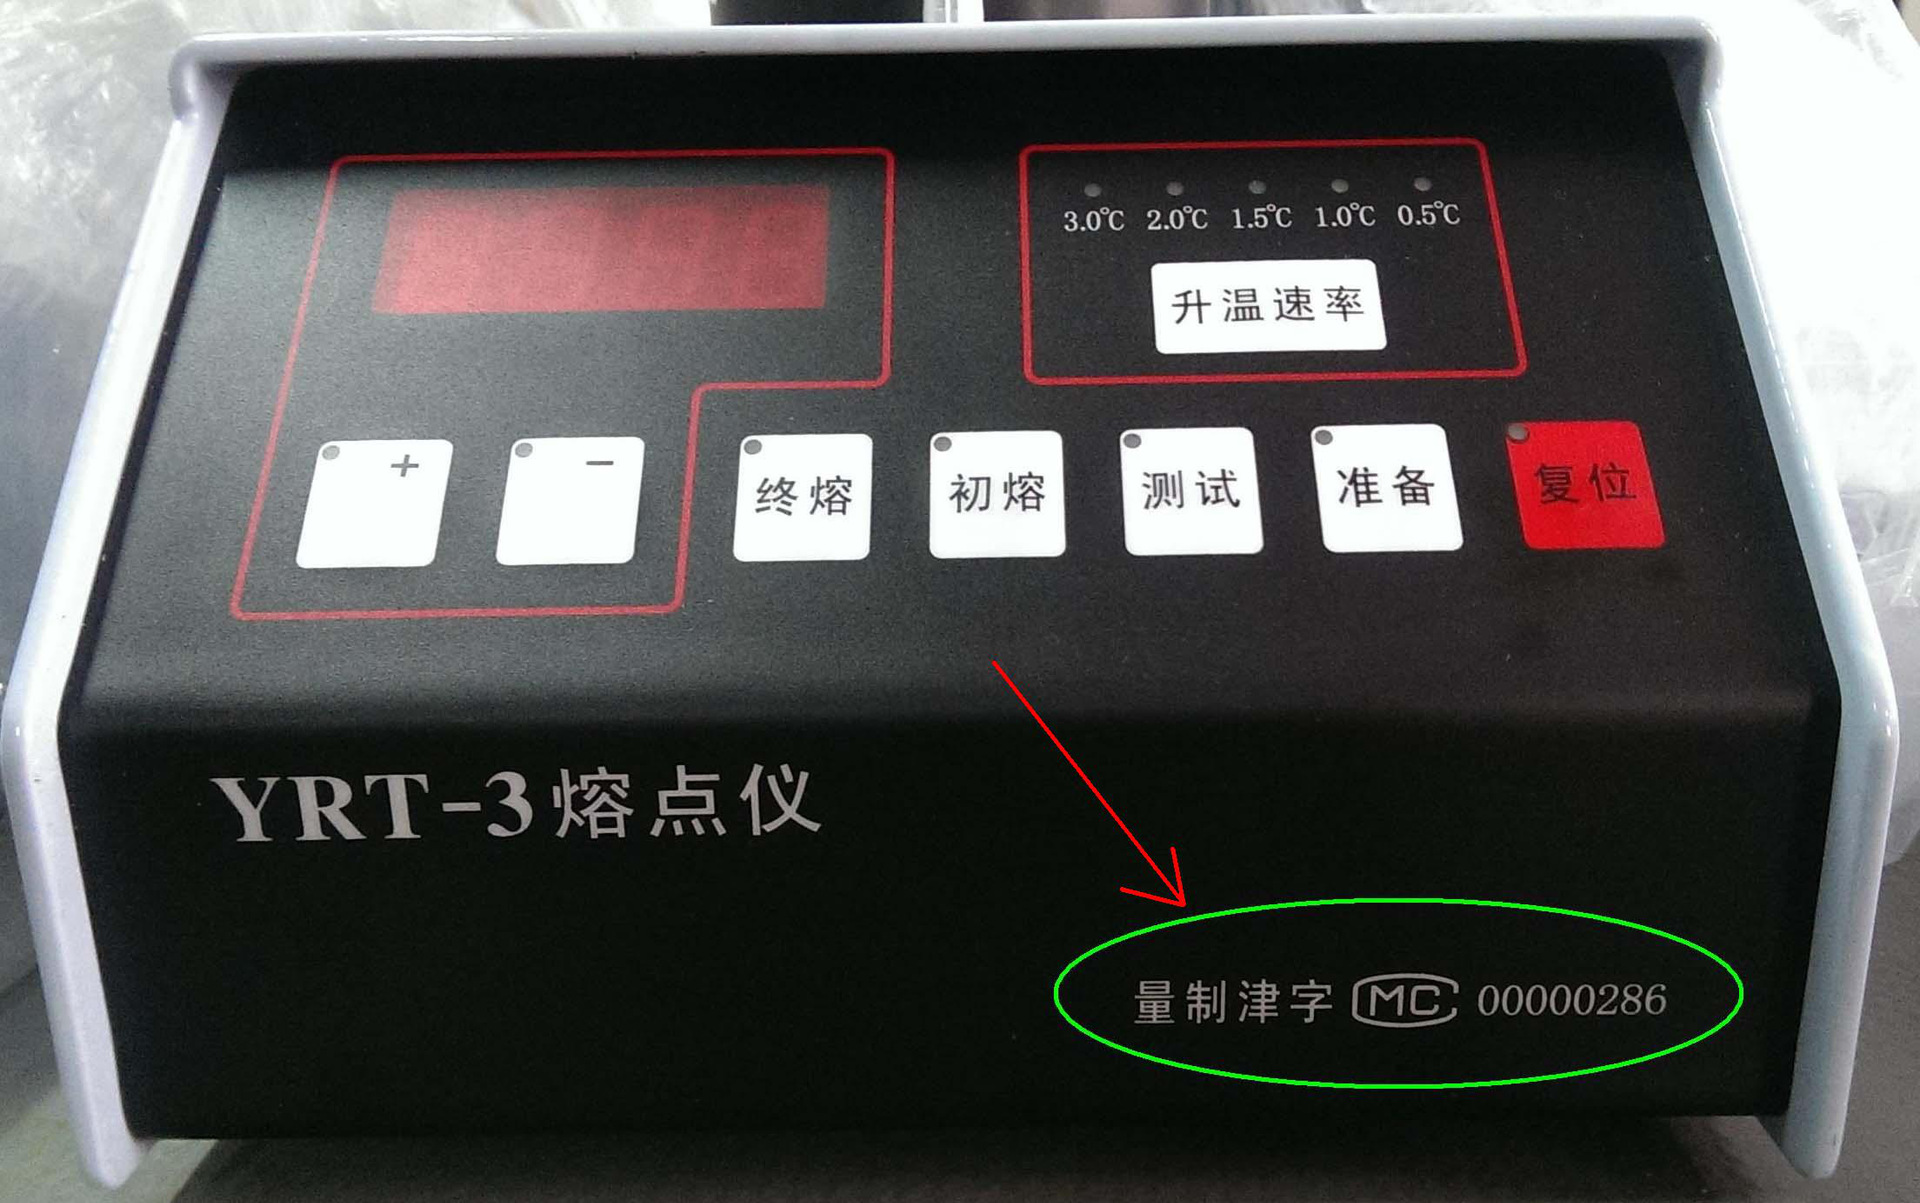 3.0℃ 2.0℃ 1.5℃ 1.0℃ 0.5℃
升温速率
+ − 终熔 初熔 测试 准备 复位
YRT-3熔点仪
量制津字 MC 00000286